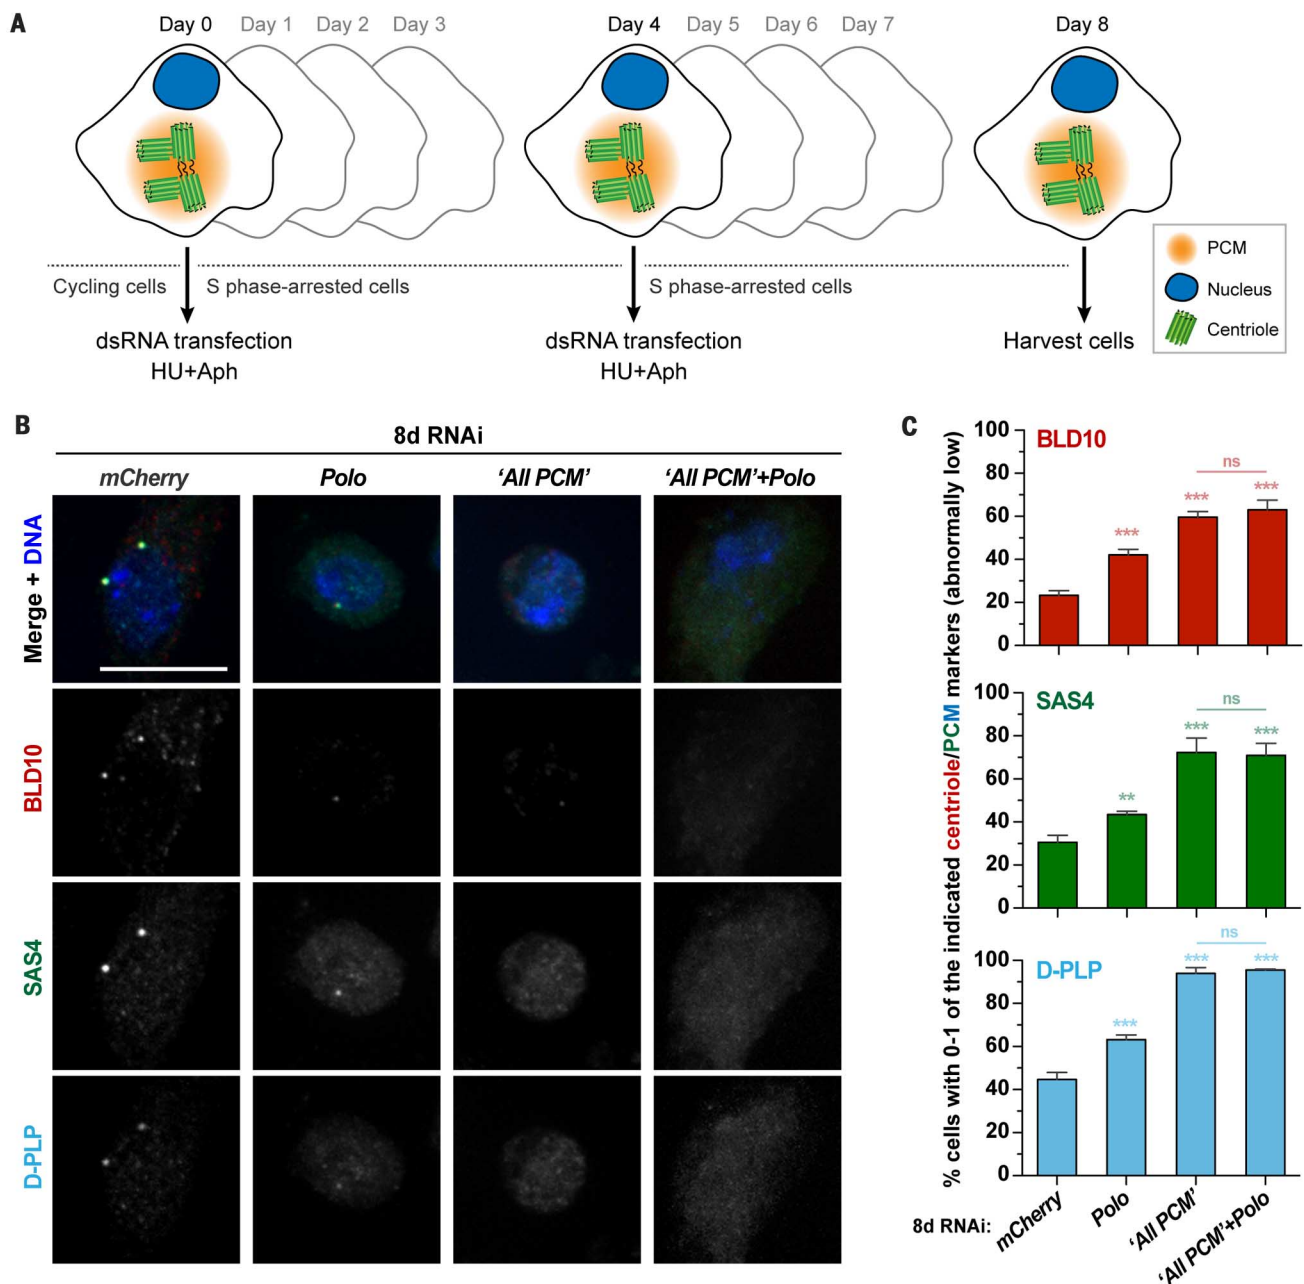 A
Day 0
Day 1
Day 2
Day 3
Day 4
Day 5
Day 6
Day 7
Day 8
Cycling cells
S phase-arrested cells
S phase-arrested cells
dsRNA transfection
HU+Aph
dsRNA transfection
HU+Aph
Harvest cells
PCM
Nucleus
Centriole
B
8d RNAi
mCherry
Polo
‘All PCM’
‘All PCM’+Polo
Merge + DNA
BLD10
SAS4
D-PLP
C
% cells with 0-1 of the indicated centriole/PCM markers (abnormally low)
BLD10
100
80
60
40
20
0
***
***
***
ns
SAS4
100
80
60
40
20
0
**
***
***
ns
D-PLP
100
80
60
40
20
0
***
***
***
ns
8d RNAi:
mCherry
Polo
‘All PCM’
‘All PCM’+Polo